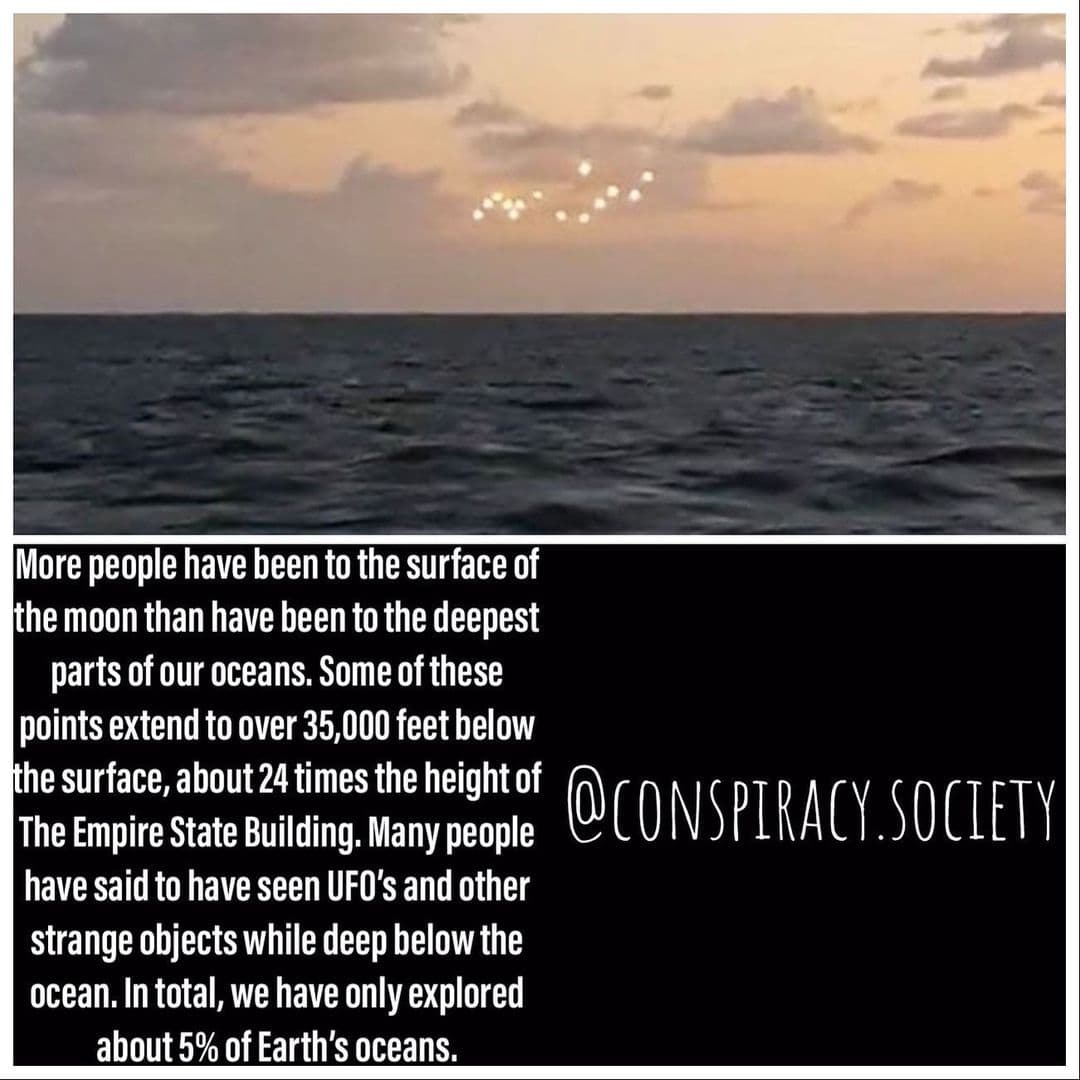 More people have been to the surface of
the moon than have been to the deepest
parts of our oceans. Some of these
points extend to over 35,000 feet below
the surface, about 24 times the height of
The Empire State Building. Many people
have said to have seen UFO's and other
strange objects while deep below the
ocean. In total, we have only explored
about 5% of Earth's oceans.
@CONSPIRACY.SOCIETY